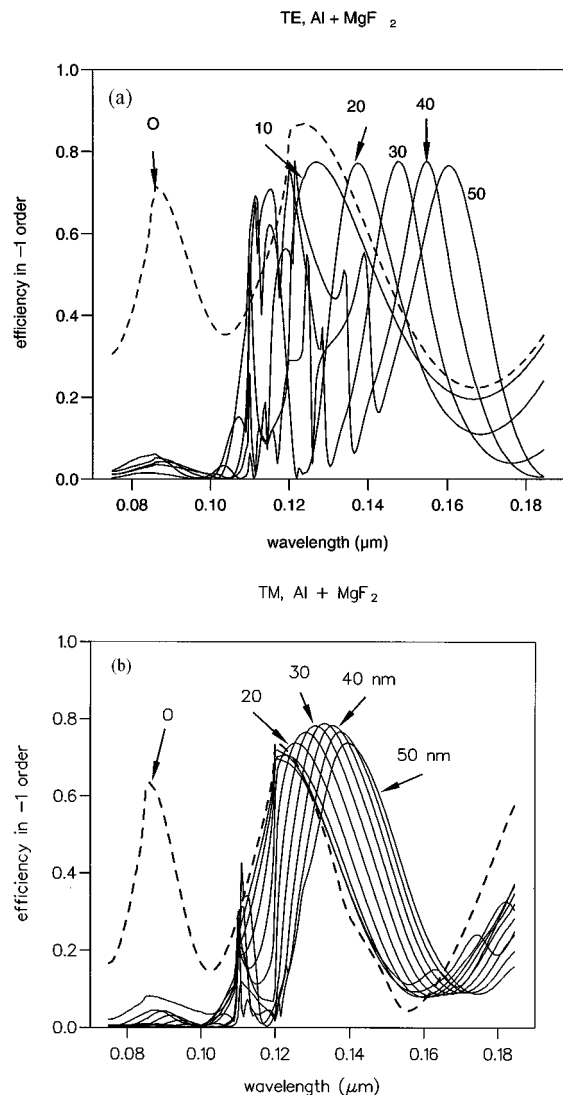 TE, Al + MgF 2
(a)
efficiency in −1 order
1.0
0.8
0.6
0.4
0.2
0.0
O
10
20
30
40
50
0.08 0.10 0.12 0.14 0.16 0.18
wavelength (µm)
TM, Al + MgF2
(b)
efficiency in −1 order
1.0
0.8
0.6
0.4
0.2
0.0
0
20
30
40 nm
50 nm
0.08 0.10 0.12 0.14 0.16 0.18
wavelength (µm)